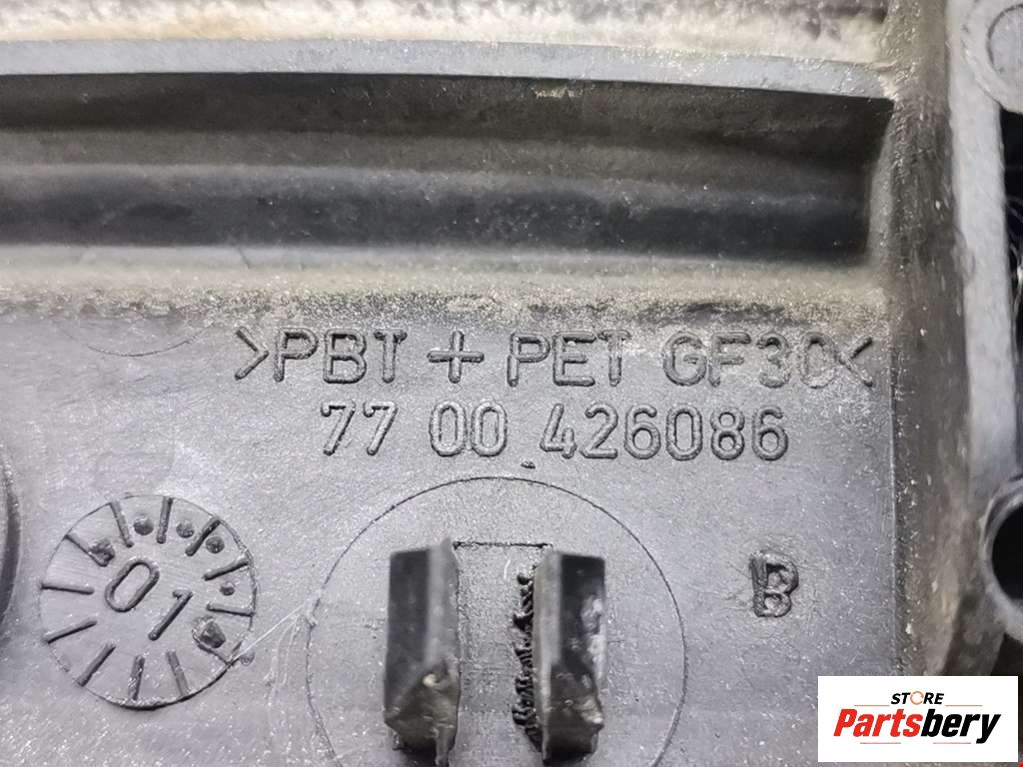 >PBT + PET GF30<
77 00 426086
01
B
STORE
Partsbery